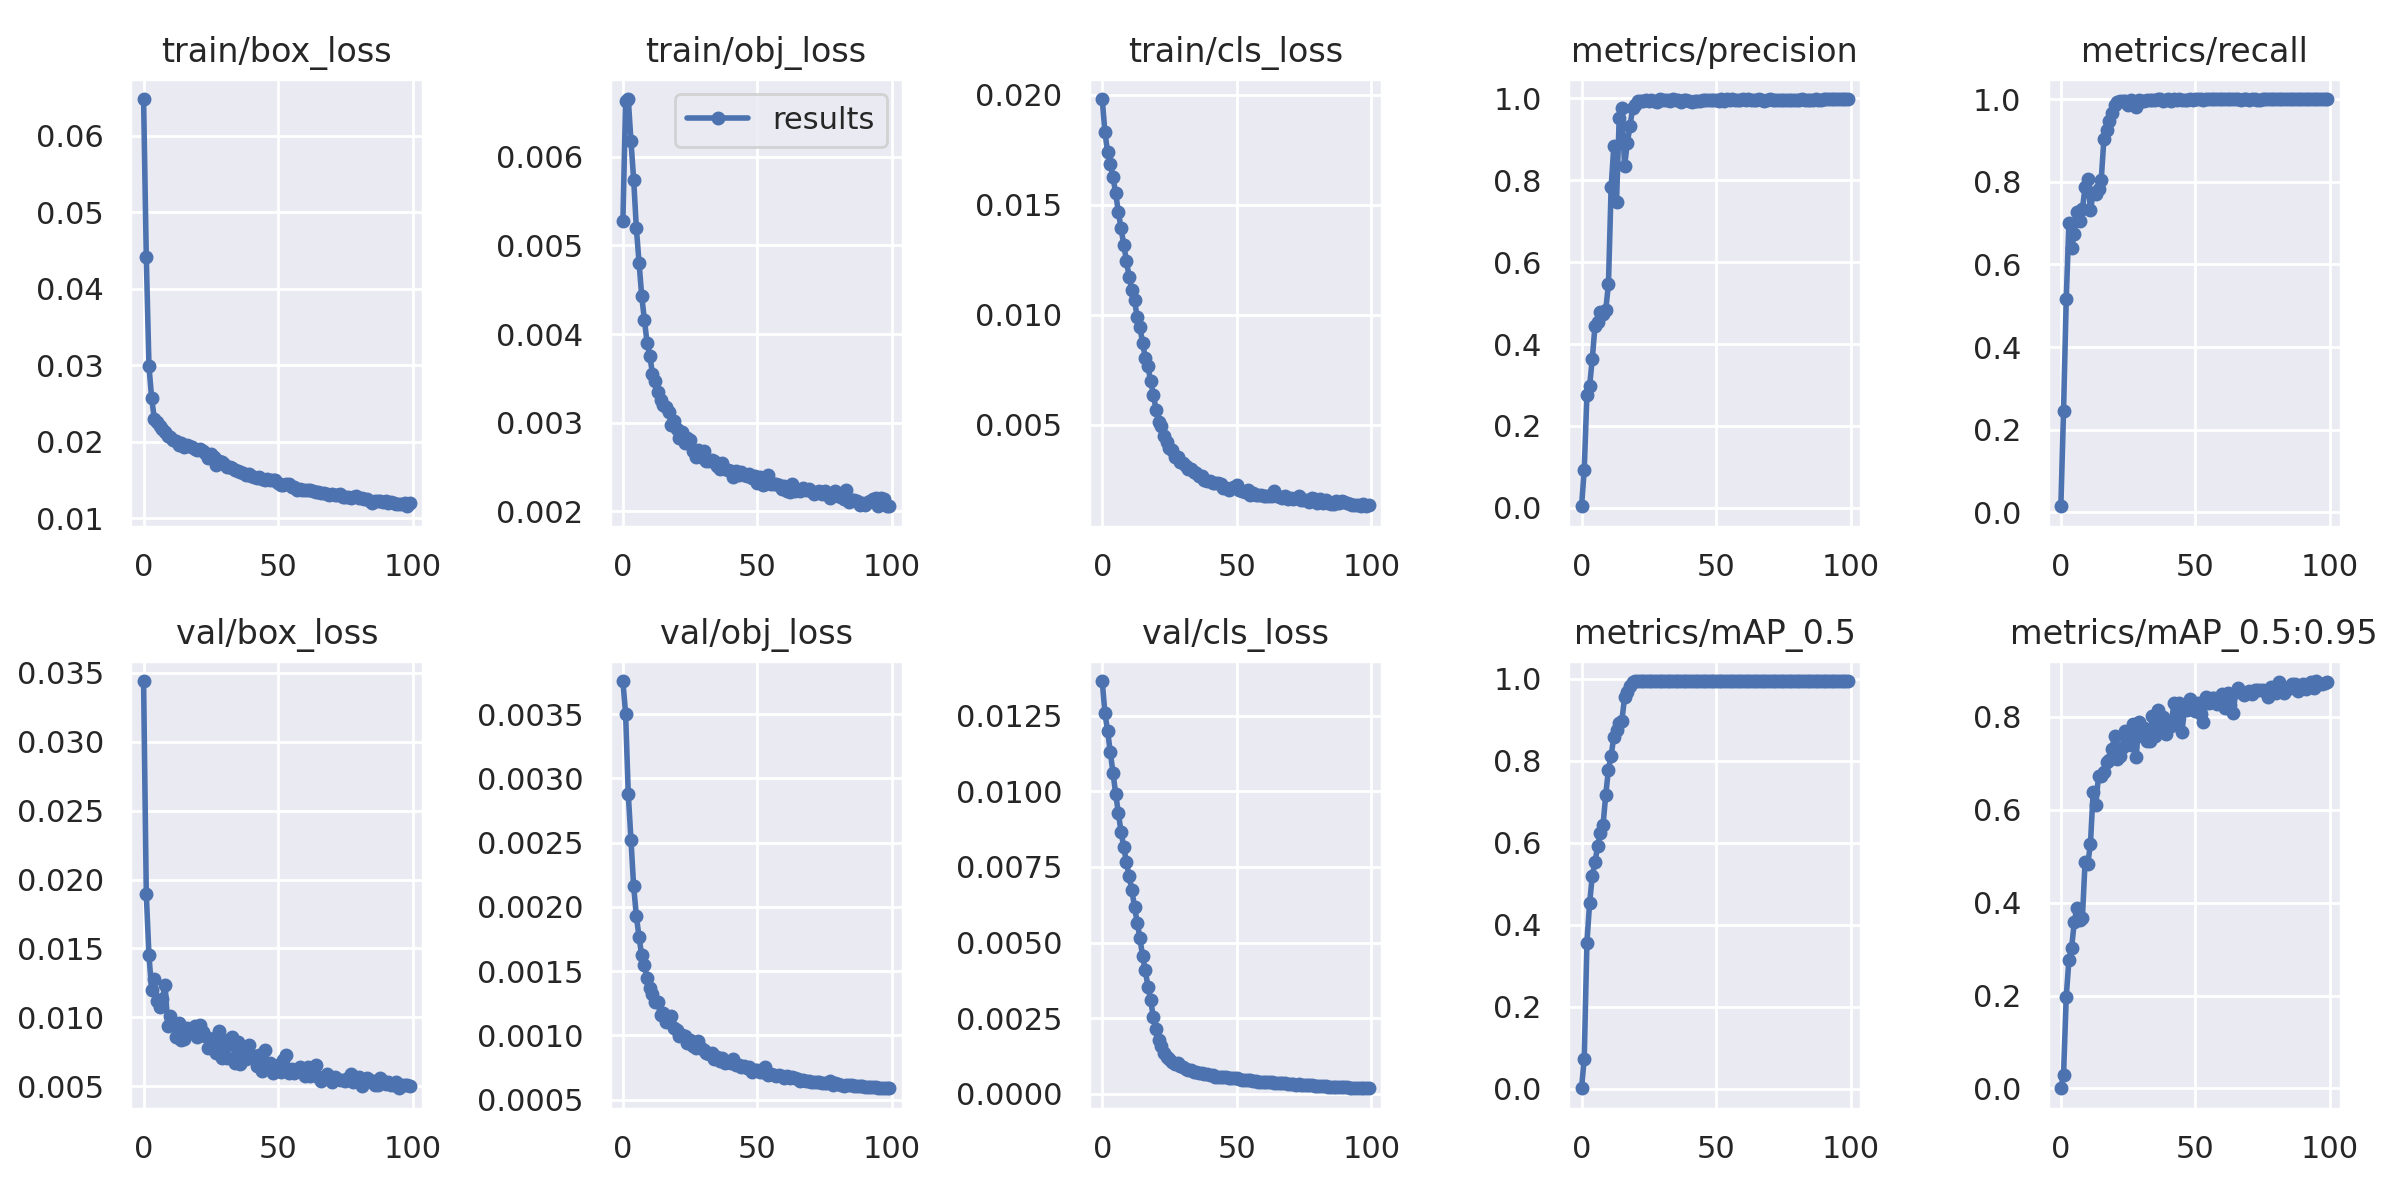 train/box_loss
train/obj_loss
train/cls_loss
metrics/precision
metrics/recall
0.06
0.05
0.04
0.03
0.02
0.01
0 50 100
results
0.006
0.005
0.004
0.003
0.002
0 50 100
0.020
0.015
0.010
0.005
0 50 100
1.0
0.8
0.6
0.4
0.2
0.0
0 50 100
1.0
0.8
0.6
0.4
0.2
0.0
0 50 100
val/box_loss
val/obj_loss
val/cls_loss
metrics/mAP_0.5
metrics/mAP_0.5:0.95
0.035
0.030
0.025
0.020
0.015
0.010
0.005
0 50 100
0.0035
0.0030
0.0025
0.0020
0.0015
0.0010
0.0005
0 50 100
0.0125
0.0100
0.0075
0.0050
0.0025
0.0000
0 50 100
1.0
0.8
0.6
0.4
0.2
0.0
0 50 100
0.8
0.6
0.4
0.2
0.0
0 50 100